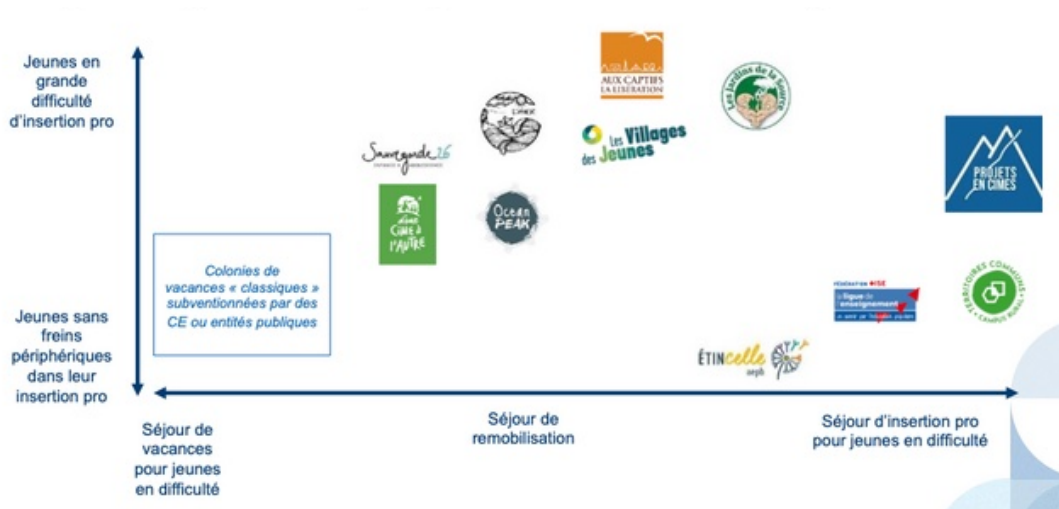 Jeunes en
grande
difficulté
d'insertion pro
AUX CAPTIFS
LA LIBÉRATION
Les Jardins de la Source
Les Villages
des Jeunes
Sauvegarde 26
d'une
CIME À
l'AUTRE
Ocean
PEAK
PROJETS
EN CIMES
Colonies de
vacances « classiques »
subventionnées par des
CE ou entités publiques
la ligue de
l'enseignement
TERRITOIRES COMMUNS
CAMPUS RURAL
ÉTINcelle
Jeunes sans
freins
périphériques
dans leur
insertion pro
Séjour de
vacances
pour jeunes
en difficulté
Séjour de
remobilisation
Séjour d'insertion pro
pour jeunes en difficulté